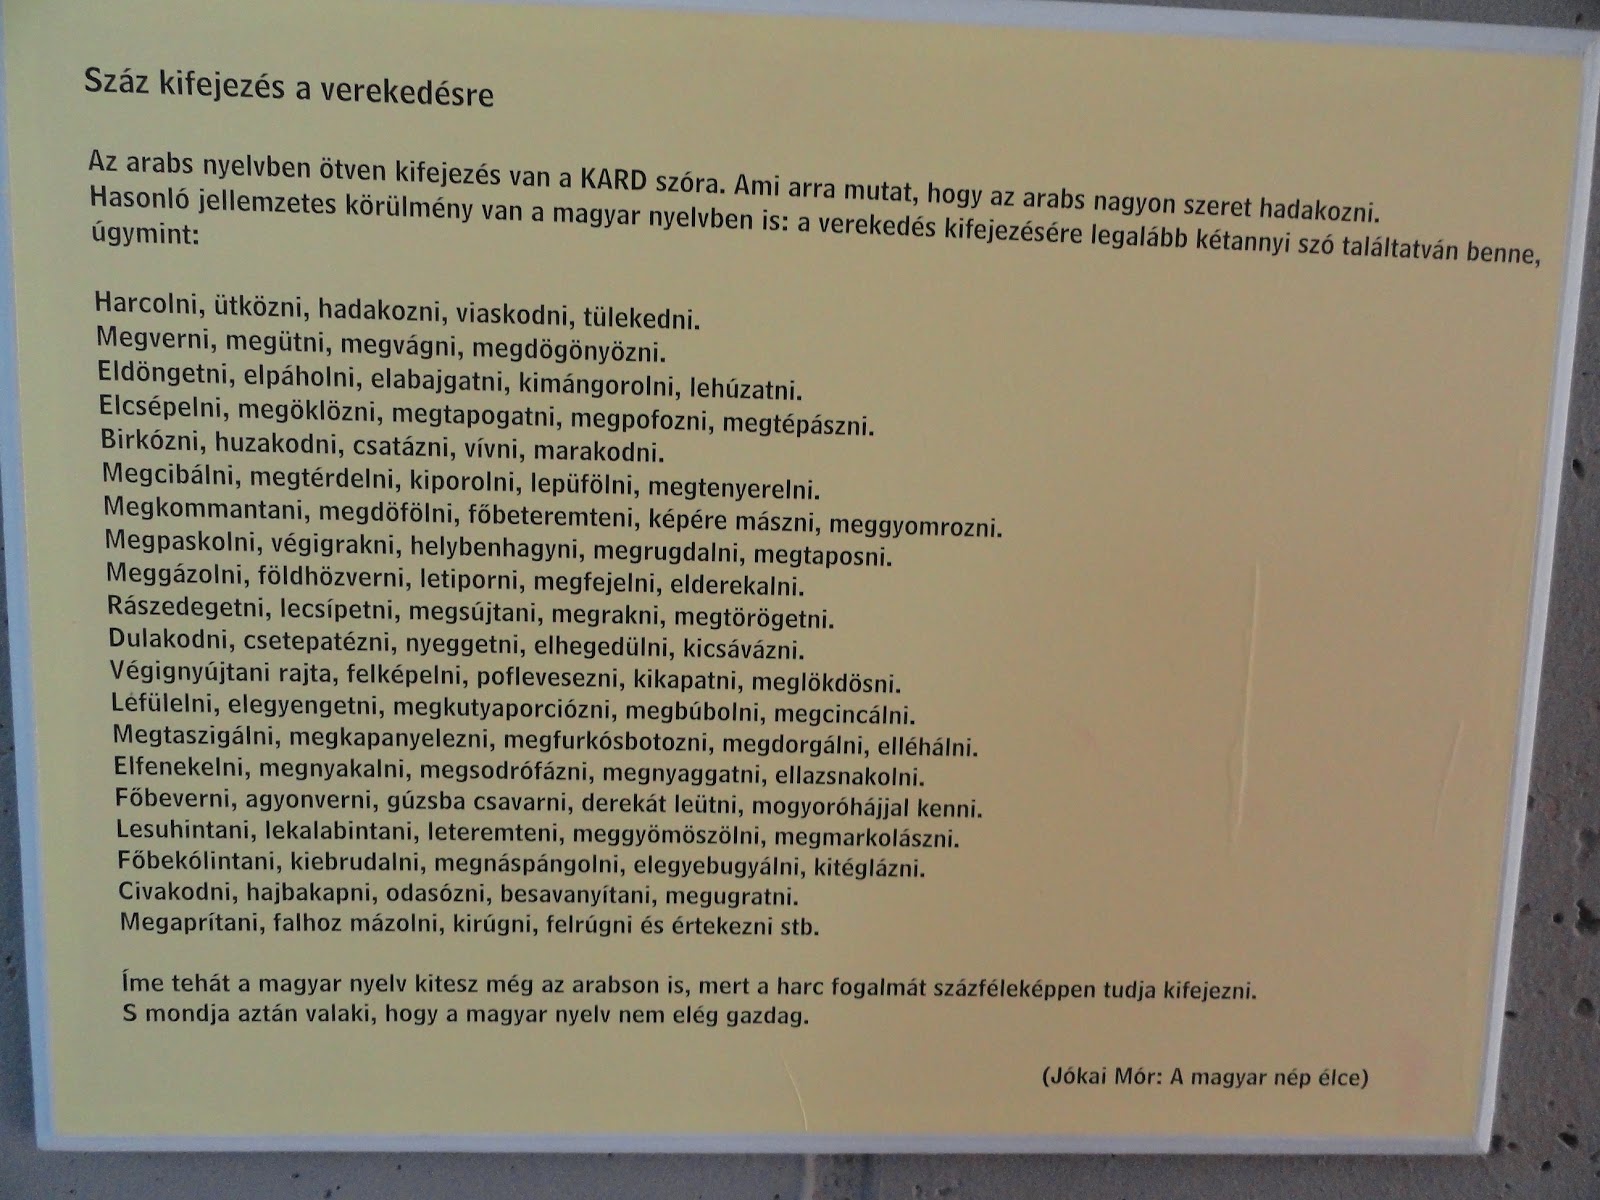 Száz kifejezés a verekedésre
Az arabs nyelvben ötven kifejezés van a KARD szóra. Ami arra mutat, hogy az arabs nagyon szeret hadakozni.
Hasonló jellemzetes körülmény van a magyar nyelvben is: a verekedés kifejezésére legalább kétannyi szó találtatván benne,
úgymint:
Harcolni, ütközni, hadakozni, viaskodni, tülekedni.
Megverni, megütni, megvágni, megdögönyözni.
Eldöngetni, elpáholni, elabajgatni, kimángorolni, lehúzatni.
Elcsépelni, megöklözni, megtapogatni, megpofozni, megtépászni.
Birkózni, huzakodni, csatázni, vívni, marakodni.
Megcibálni, megtérdelni, kiporolni, lepüfölni, megtenyerelni.
Megkommantani, megdöfölni, főbeteremteni, képére mászni, meggyomrozni.
Megpaskolni, végigrakni, helybenhagyni, megrugdalni, megtaposni.
Meggázolni, földhözverni, letiporni, megfejelni, elderekalni.
Rászedegetni, lecsípetni, megsújtani, megrakni, megtörögetni.
Dulakodni, csetepatézni, nyeggetni, elhegedülni, kicsávázni.
Végignyújtani rajta, felképelni, poflevesezni, kikapatni, meglökdösni.
Lefülelni, elegyengetni, megkutyaporciózni, megbúbolni, megcincálni.
Megtaszigálni, megkapanyelezni, megfurkósbotozni, megdorgálni, elléhálni.
Elfenekelni, megnyakalni, megsodrófázni, megnyaggatni, ellazsnakolni.
Főbeverni, agyonverni, gúzsba csavarni, derekát leütni, mogyoróhájjal kenni.
Lesuhintani, lekalabintani, leteremteni, meggyömöszölni, megmarkolászni.
Főbekólintani, kiebrudalni, megnáspángolni, elegyebugyálni, kitéglázni.
Civakodni, hajbakapni, odasózni, besavanyítani, megugratni.
Megaprítani, falhoz mázolni, kirúgni, felrúgni és értekezni stb.
Íme tehát a magyar nyelv kitesz még az arabson is, mert a harc fogalmát százféleképpen tudja kifejezni.
S mondja aztán valaki, hogy a magyar nyelv nem elég gazdag.
(Jókai Mór: A magyar nép élce)